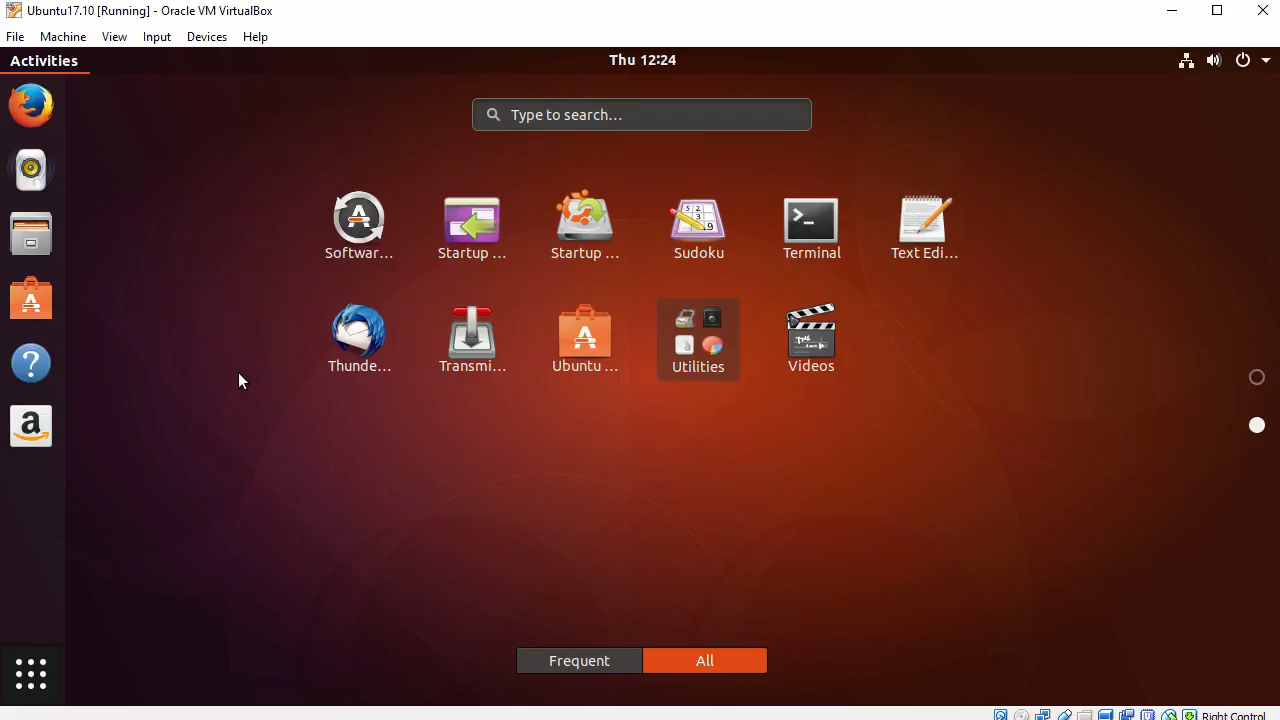 Ubuntu17.10 [Running] - Oracle VM VirtualBox
File Machine View Input Devices Help
Activities Thu 12:24
Type to search...
Softwar... Startup ... Startup ... Sudoku Terminal Text Edi...
Thunde... Transmi... Ubuntu ... Utilities Videos
Frequent All
Right Control